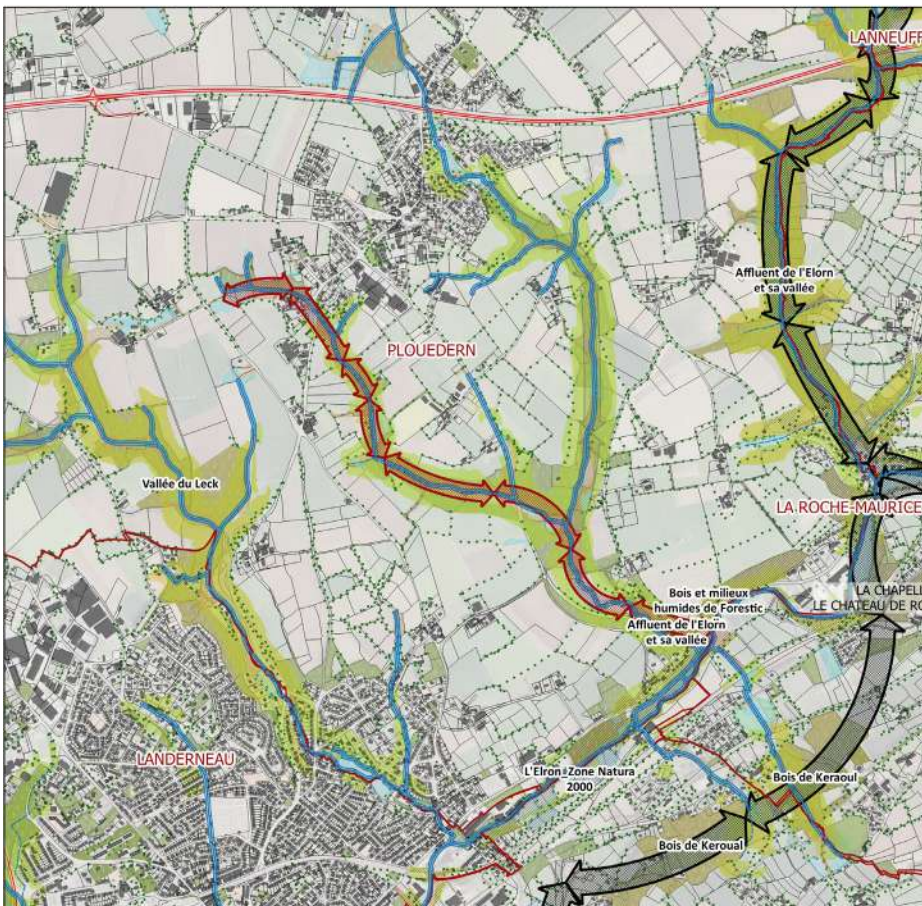 LANNEUFF
Affluent de l'Elorn
et sa vallée
PLOUEDERN
Vallée du Leck
LA ROCHE-MAURICE
LA CHAPELL
LE CHATEAU DE RO
Bois et milieux
humides de Forestic
Affluent de l'Elorn
et sa vallée
LANDERNEAU
L'Elron_Zone Natura
2000
Bois de Keraoul
Bois de Keroual